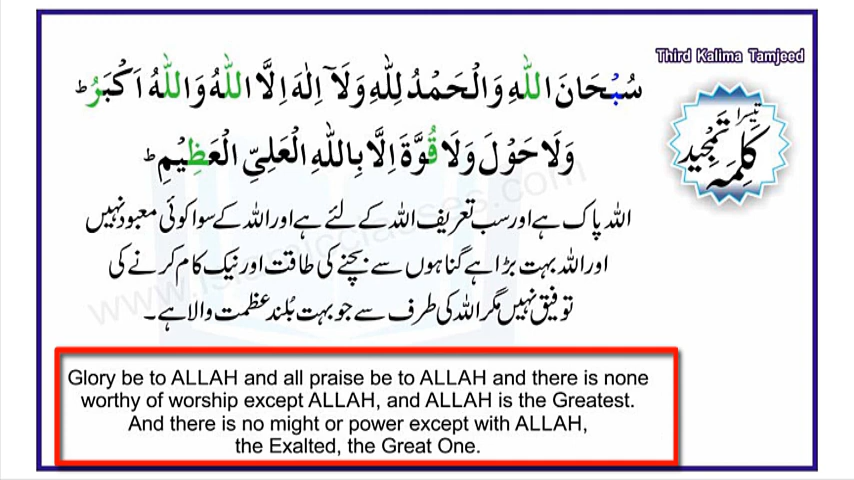 Third Kalima Tamjeed
تیسرا
کلمہ تمجید
سُبْحَانَ اللّٰهِ وَالْحَمْدُ لِلّٰهِ وَلَآ اِلٰهَ اِلَّا اللّٰهُ وَاللّٰهُ اَكْبَرُ ؕ
وَلَا حَوْلَ وَلَا قُوَّةَ اِلَّا بِاللّٰهِ الْعَلِيِّ الْعَظِيْمِ ؕ
اللہ پاک ہے اور سب تعریف اللہ کے لئے ہے اور اللہ کے سوا کوئی معبود نہیں
اور اللہ بہت بڑا ہے گناہوں سے بچنے کی طاقت اور نیک کام کرنے کی
توفیق نہیں مگر اللہ کی طرف سے جو بہت بُلند عظمت والا ہے۔
Glory be to ALLAH and all praise be to ALLAH and there is none
worthy of worship except ALLAH, and ALLAH is the Greatest.
And there is no might or power except with ALLAH,
the Exalted, the Great One.